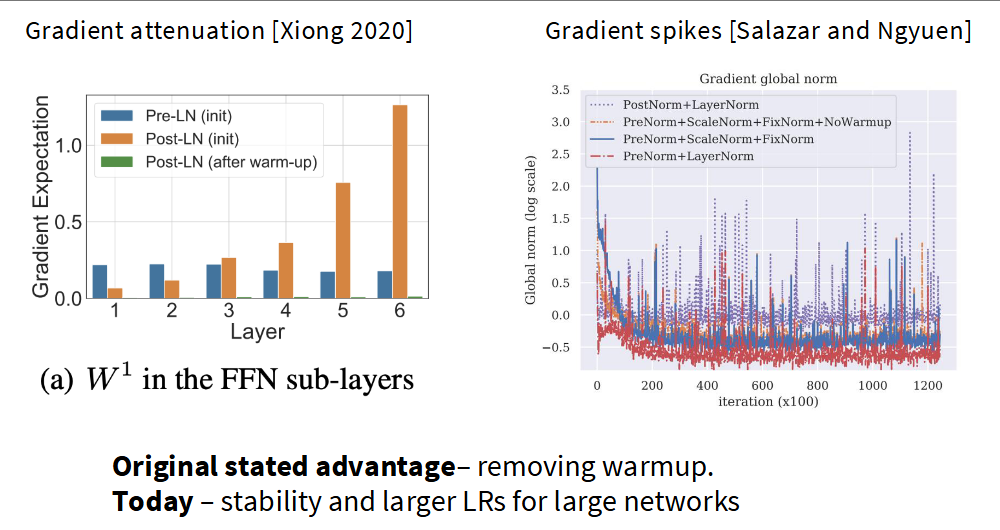 Gradient attenuation [Xiong 2020]
Gradient spikes [Salazar and Ngyuen]
Gradient Expectation
1.0
0.5
0.0
Pre-LN (init)
Post-LN (init)
Post-LN (after warm-up)
1 2 3 4 5 6
Layer
(a) W¹ in the FFN sub-layers
Gradient global norm
Global norm (log scale)
3.5
3.0
2.5
2.0
1.5
1.0
0.5
0.0
−0.5
PostNorm+LayerNorm
PreNorm+ScaleNorm+FixNorm+NoWarmup
PreNorm+ScaleNorm+FixNorm
PreNorm+LayerNorm
0 200 400 600 800 1000 1200
iteration (x100)
Original stated advantage– removing warmup.
Today – stability and larger LRs for large networks